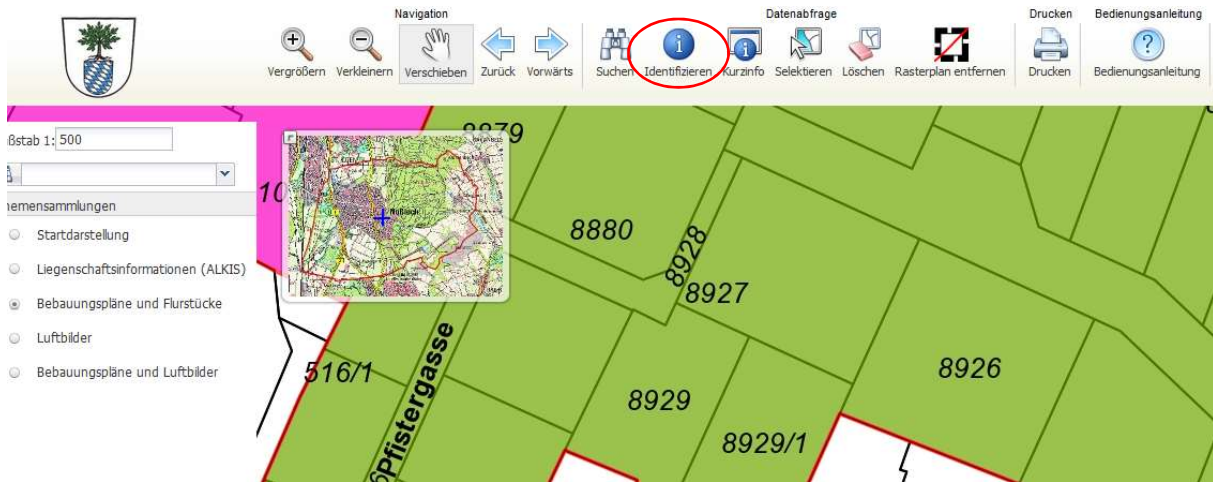 Navigation
Datenabfrage
Drucken
Bedienungsanleitung
Vergrößern Verkleinern Verschieben Zurück Vorwärts Suchen Identifizieren Kurzinfo Selektieren Löschen Rasterplan entfernen Drucken Bedienungsanleitung
ßstab 1: 500
emensammlungen
Startdarstellung
Liegenschaftsinformationen (ALKIS)
Bebauungspläne und Flurstücke
Luftbilder
Bebauungspläne und Luftbilder
8879
10
8880
8928
8927
516/1
Pfistergasse
8929
8926
8929/1